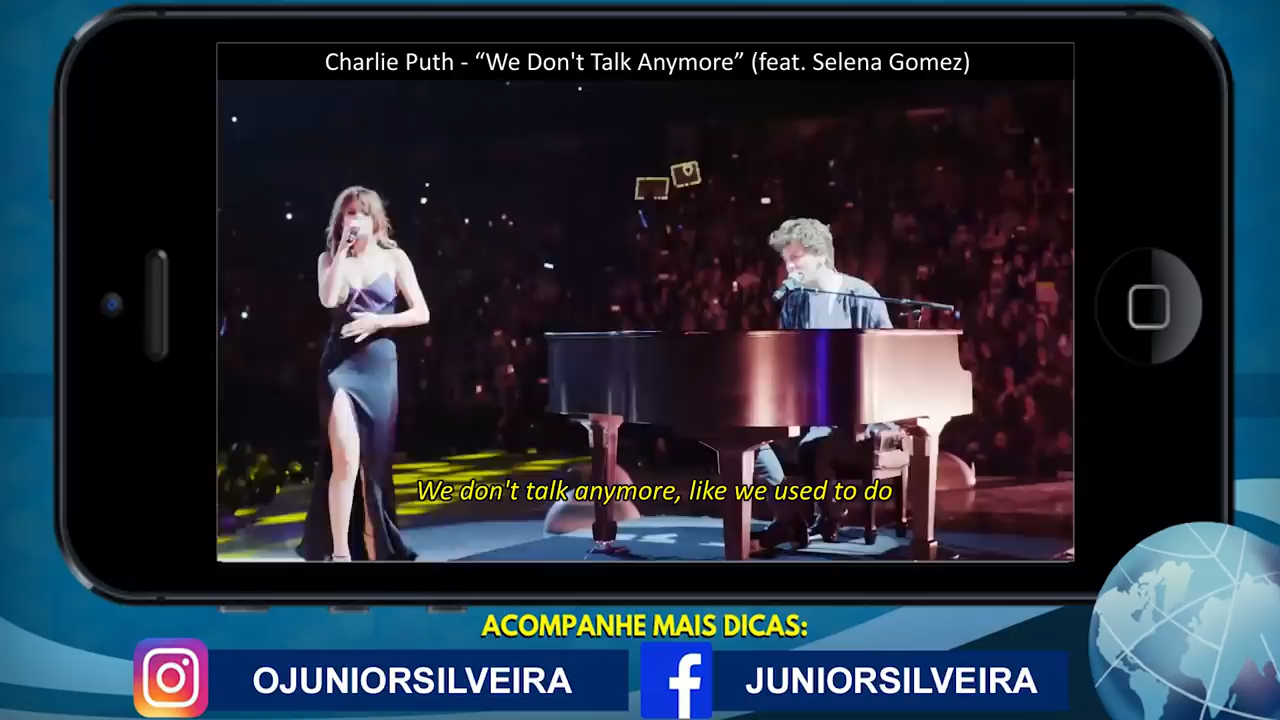 Charlie Puth - “We Don't Talk Anymore” (feat. Selena Gomez)
We don't talk anymore, like we used to do
ACOMPANHE MAIS DICAS:
OJUNIORSILVEIRA
JUNIORSILVEIRA